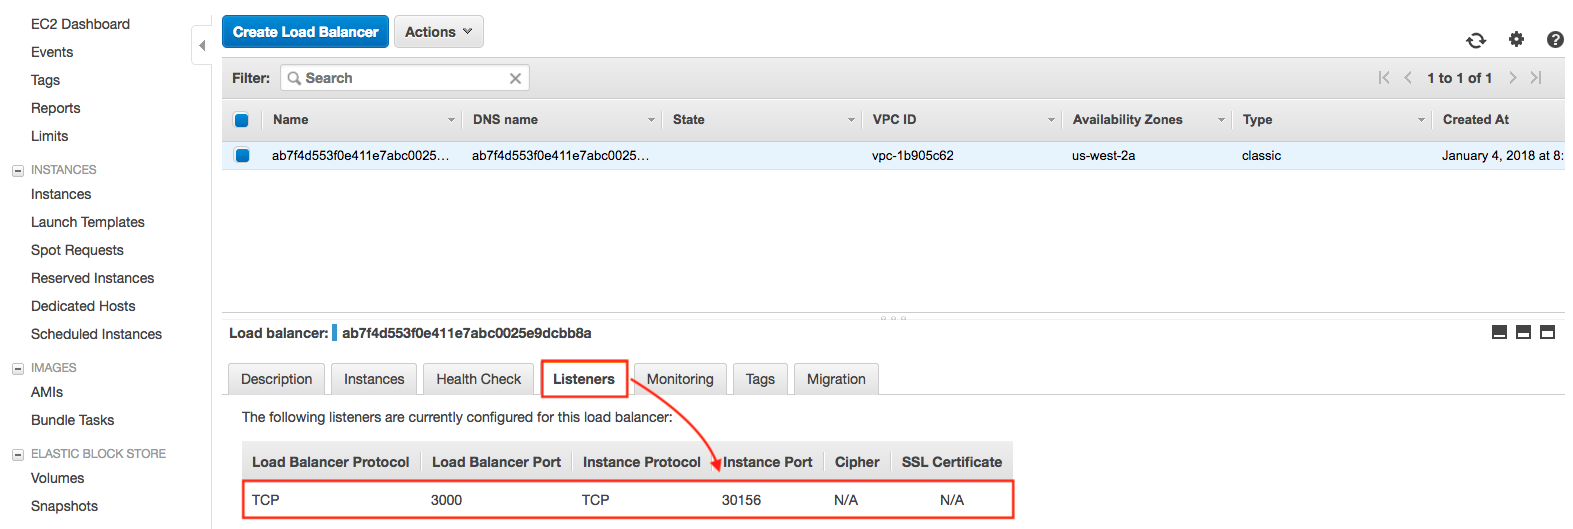 EC2 Dashboard
Events
Tags
Reports
Limits
INSTANCES
Instances
Launch Templates
Spot Requests
Reserved Instances
Dedicated Hosts
Scheduled Instances
IMAGES
AMIs
Bundle Tasks
ELASTIC BLOCK STORE
Volumes
Snapshots
Create Load Balancer Actions
Filter: Search 1 to 1 of 1
Name DNS name State VPC ID Availability Zones Type Created At
ab7f4d553f0e411e7abc0025... ab7f4d553f0e411e7abc0025... vpc-1b905c62 us-west-2a classic January 4, 2018 at 8:
Load balancer: ab7f4d553f0e411e7abc0025e9dcbb8a
Description Instances Health Check Listeners Monitoring Tags Migration
The following listeners are currently configured for this load balancer:
Load Balancer Protocol Load Balancer Port Instance Protocol Instance Port Cipher SSL Certificate
TCP 3000 TCP 30156 N/A N/A